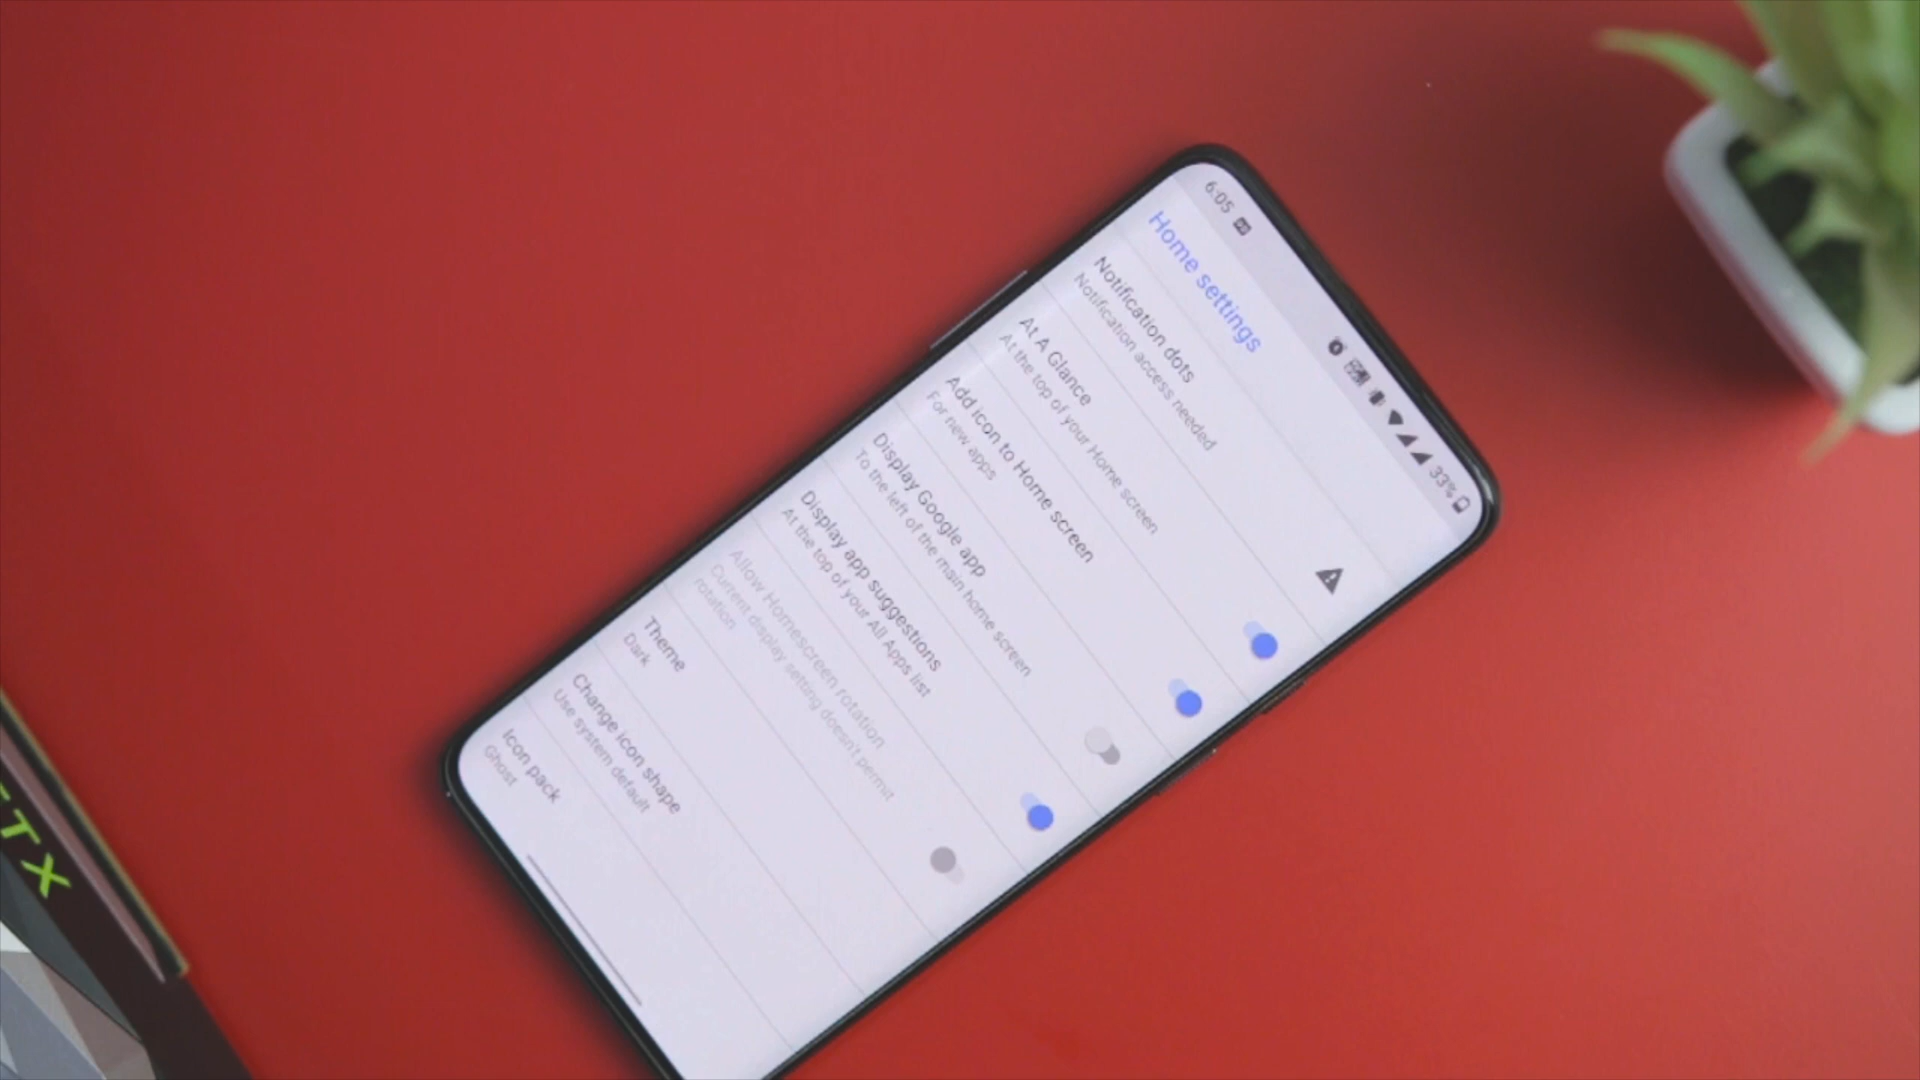 6:05
33%
Home settings
Notification dots
Notification access needed
At A Glance
At the top of your Home screen
Add icon to Home screen
For new apps
Display Google app
To the left of the main home screen
Display app suggestions
At the top of your All Apps list
Allow Homescreen rotation
Current display setting doesn't permit
rotation
Theme
Dark
Change icon shape
Use system default
Icon pack
Ghost
TX